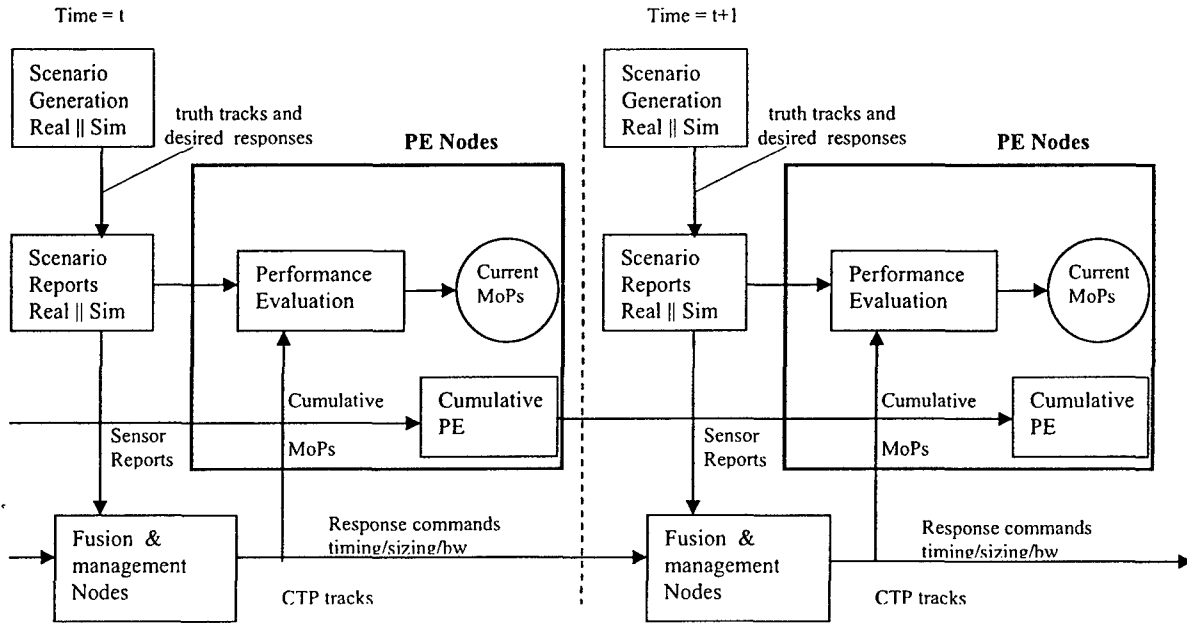 Time = t
Time = t+1
Scenario
Generation
Real || Sim
truth tracks and
desired responses
PE Nodes
Scenario
Reports
Real || Sim
Performance
Evaluation
Current
MoPs
Cumulative
MoPs
Cumulative
PE
Sensor
Reports
Fusion &
management
Nodes
Response commands
timing/sizing/bw
CTP tracks
Scenario
Generation
Real || Sim
truth tracks and
desired responses
PE Nodes
Scenario
Reports
Real || Sim
Performance
Evaluation
Current
MoPs
Cumulative
MoPs
Cumulative
PE
Sensor
Reports
Fusion &
management
Nodes
Response commands
timing/sizing/bw
CTP tracks